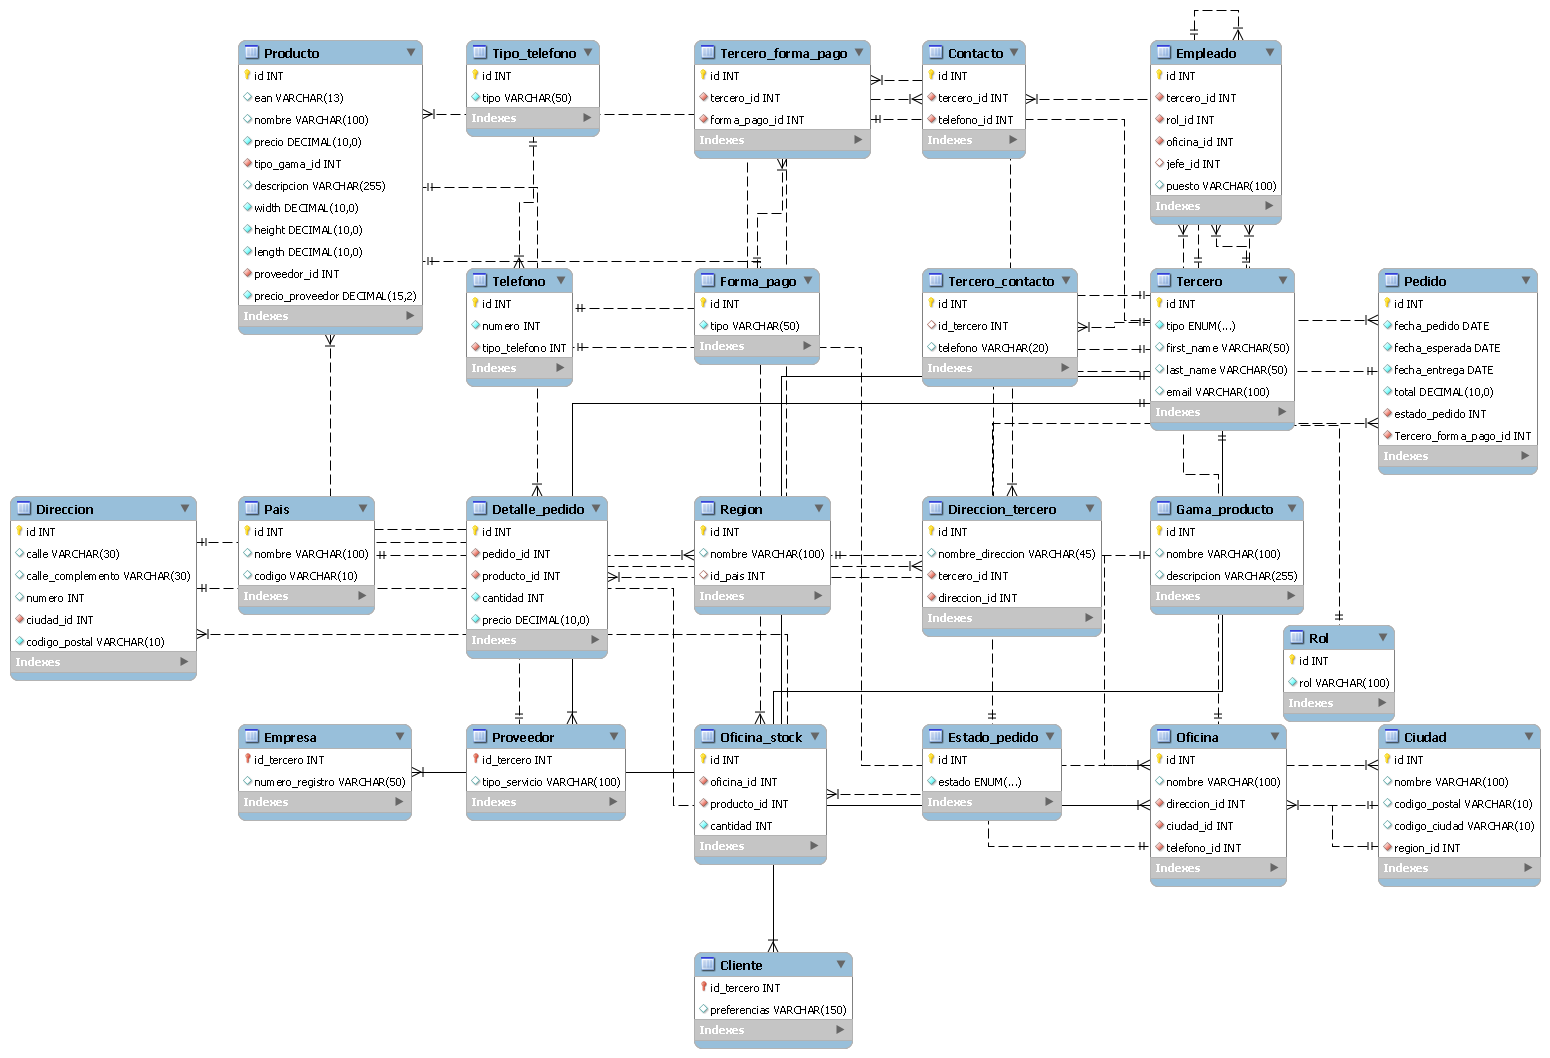 Producto
id INT
ean VARCHAR(13)
nombre VARCHAR(100)
precio DECIMAL(10,0)
tipo_gama_id INT
descripcion VARCHAR(255)
width DECIMAL(10,0)
height DECIMAL(10,0)
length DECIMAL(10,0)
proveedor_id INT
precio_proveedor DECIMAL(15,2)
Indexes
Tipo_telefono
id INT
tipo VARCHAR(50)
Indexes
Tercero_forma_pago
id INT
tercero_id INT
forma_pago_id INT
Indexes
Contacto
id INT
tercero_id INT
telefono_id INT
Indexes
Empleado
id INT
tercero_id INT
rol_id INT
oficina_id INT
jefe_id INT
puesto VARCHAR(100)
Indexes
Telefono
id INT
numero INT
tipo_telefono INT
Indexes
Forma_pago
id INT
tipo VARCHAR(50)
Indexes
Tercero_contacto
id INT
id_tercero INT
telefono VARCHAR(20)
Indexes
Tercero
id INT
tipo ENUM(...)
first_name VARCHAR(50)
last_name VARCHAR(50)
email VARCHAR(100)
Indexes
Pedido
id INT
fecha_pedido DATE
fecha_esperada DATE
fecha_entrega DATE
total DECIMAL(10,0)
estado_pedido INT
Tercero_forma_pago_id INT
Indexes
Direccion
id INT
calle VARCHAR(30)
calle_complemento VARCHAR(30)
numero INT
ciudad_id INT
codigo_postal VARCHAR(10)
Indexes
Pais
id INT
nombre VARCHAR(100)
codigo VARCHAR(10)
Indexes
Detalle_pedido
id INT
pedido_id INT
producto_id INT
cantidad INT
precio DECIMAL(10,0)
Indexes
Region
id INT
nombre VARCHAR(100)
id_pais INT
Indexes
Direccion_tercero
id INT
nombre_direccion VARCHAR(45)
tercero_id INT
direccion_id INT
Indexes
Gama_producto
id INT
nombre VARCHAR(100)
descripcion VARCHAR(255)
Indexes
Rol
id INT
rol VARCHAR(100)
Indexes
Empresa
id_tercero INT
numero_registro VARCHAR(50)
Indexes
Proveedor
id_tercero INT
tipo_servicio VARCHAR(100)
Indexes
Oficina_stock
id INT
oficina_id INT
producto_id INT
cantidad INT
Indexes
Estado_pedido
id INT
estado ENUM(...)
Indexes
Oficina
id INT
nombre VARCHAR(100)
direccion_id INT
ciudad_id INT
telefono_id INT
Indexes
Ciudad
id INT
nombre VARCHAR(100)
codigo_postal VARCHAR(10)
codigo_ciudad VARCHAR(10)
region_id INT
Indexes
Cliente
id_tercero INT
preferencias VARCHAR(150)
Indexes